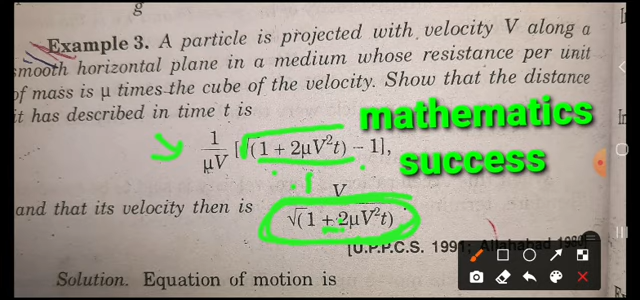 g
Example 3. A particle is projected with velocity V along a
smooth horizontal plane in a medium whose resistance per unit
of mass is μ times the cube of the velocity. Show that the distance
it has described in time t is
1/μV [√(1 + 2μV²t) − 1],
mathematics
success
and that its velocity then is V/√(1 + 2μV²t)
[U.P.P.C.S. 1991; Allahabad
Solution. Equation of motion is